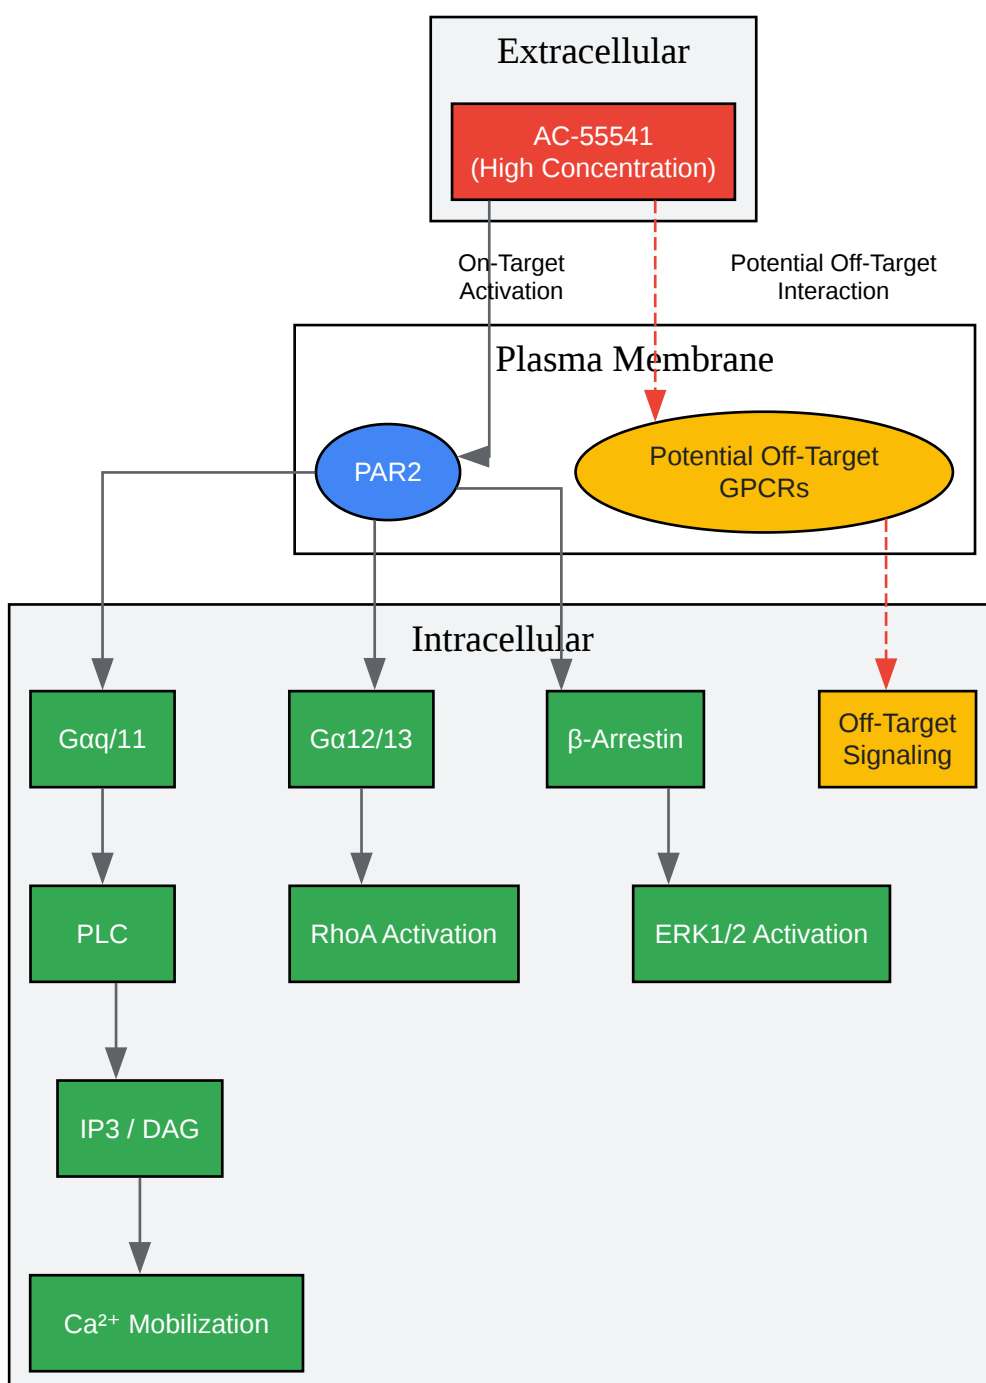 Extracellular
AC-55541
(High Concentration)
On-Target
Activation
Potential Off-Target
Interaction
Plasma Membrane
PAR2
Potential Off-Target
GPCRs
Intracellular
Gαq/11
Gα12/13
β-Arrestin
Off-Target
Signaling
PLC
RhoA Activation
ERK1/2 Activation
IP3 / DAG
Ca²⁺ Mobilization